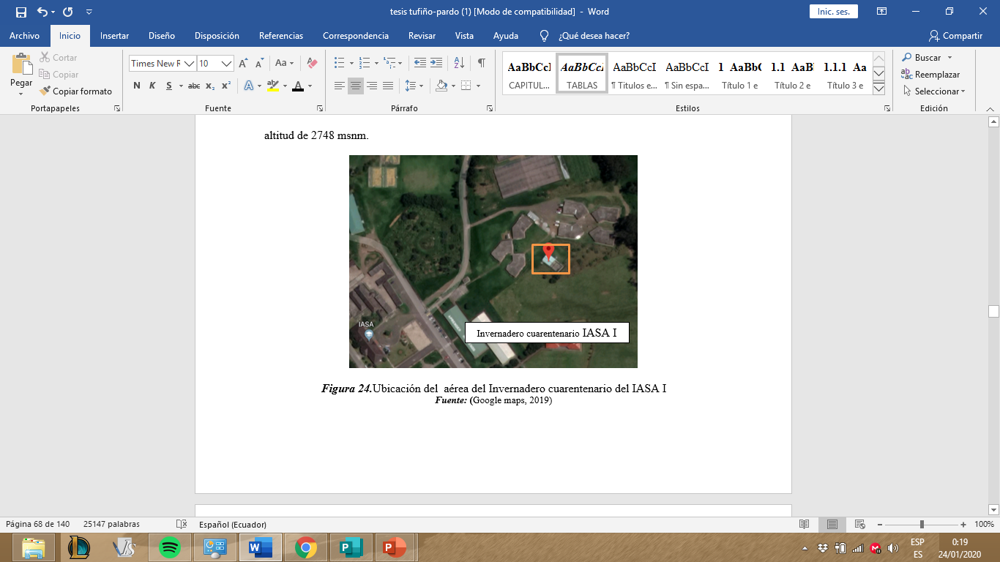 tesis tufiño-pardo (1) [Modo de compatibilidad] - Word
Inic. ses.
Archivo Inicio Insertar Diseño Disposición Referencias Correspondencia Revisar Vista Ayuda ¿Qué desea hacer? Compartir
Pegar
Cortar
Copiar
Copiar formato
Portapapeles
Times New R 10
Aa
N K S abc x₂ x²
A A
Fuente
Párrafo
AaBbCcI AaBbCcI AaBbCcI AaBbCcI 1 AaBbC 1.1 AaB 1.1.1 Aa
CAPITUL... TABLAS ¶ Titulos e... ¶ Sin espa... Título 1 e Título 2 e Título 3 e
Estilos
Buscar
Reemplazar
Seleccionar
Edición
altitud de 2748 msnm.
IASA
Invernadero cuarentenario IASA I
Figura 24.Ubicación del aérea del Invernadero cuarentenario del IASA I
Fuente: (Google maps, 2019)
Página 68 de 140 25147 palabras Español (Ecuador) 100%
ESP 0:19
ES 24/01/2020